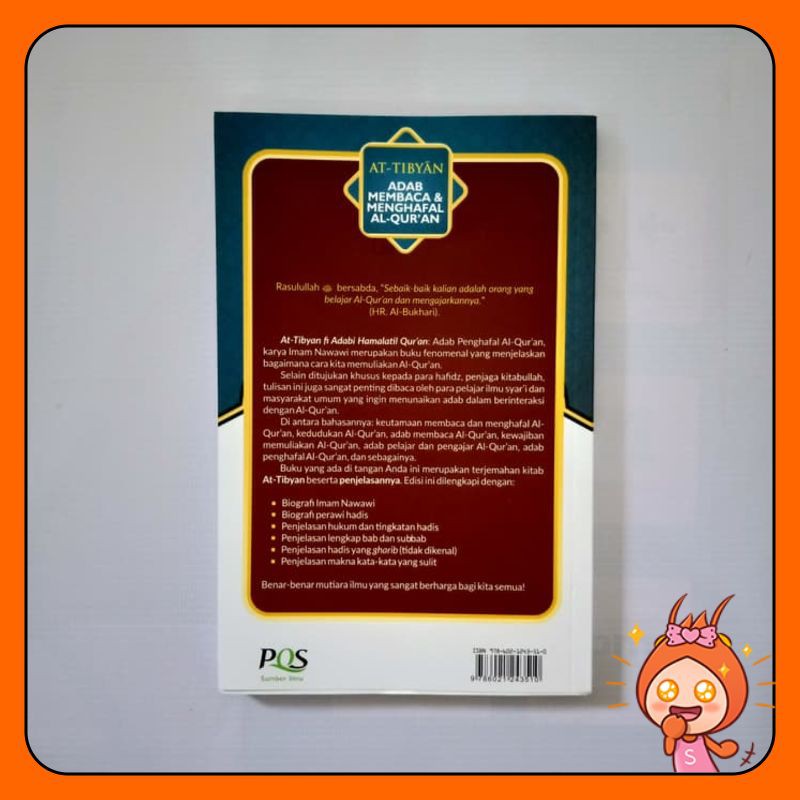 AT-TIBYĀN
ADAB
MEMBACA &
MENGHAFAL
AL-QUR'AN
Rasulullah ﷺ bersabda, "Sebaik-baik kalian adalah orang yang
belajar Al-Qur'an dan mengajarkannya."
(HR. Al-Bukhari).
At-Tibyan fi Adabi Hamalatil Qur'an: Adab Penghafal Al-Qur'an,
karya Imam Nawawi merupakan buku fenomenal yang menjelaskan
bagaimana cara kita memuliakan Al-Qur'an.
Selain ditujukan khusus kepada para hafidz, penjaga kitabullah,
tulisan ini juga sangat penting dibaca oleh para pelajar ilmu syar'i dan
masyarakat umum yang ingin menunaikan adab dalam berinteraksi
dengan Al-Qur'an.
Di antara bahasannya: keutamaan membaca dan menghafal Al-
Qur'an, kedudukan Al-Qur'an, adab membaca Al-Qur'an, kewajiban
memuliakan Al-Qur'an, adab pelajar dan pengajar Al-Qur'an, adab
penghafal Al-Qur'an, dan sebagainya.
Buku yang ada di tangan Anda ini merupakan terjemahan kitab
At-Tibyan beserta penjelasannya. Edisi ini dilengkapi dengan:
• Biografi Imam Nawawi
• Biografi perawi hadis
• Penjelasan hukum dan tingkatan hadis
• Penjelasan lengkap bab dan subbab
• Penjelasan hadis yang gharib (tidak dikenal)
• Penjelasan makna kata-kata yang sulit
Benar-benar mutiara ilmu yang sangat berharga bagi kita semua!
PQS
Sumber Ilmu
ISBN 978-602-1243-51-0
9 786021 243510
S